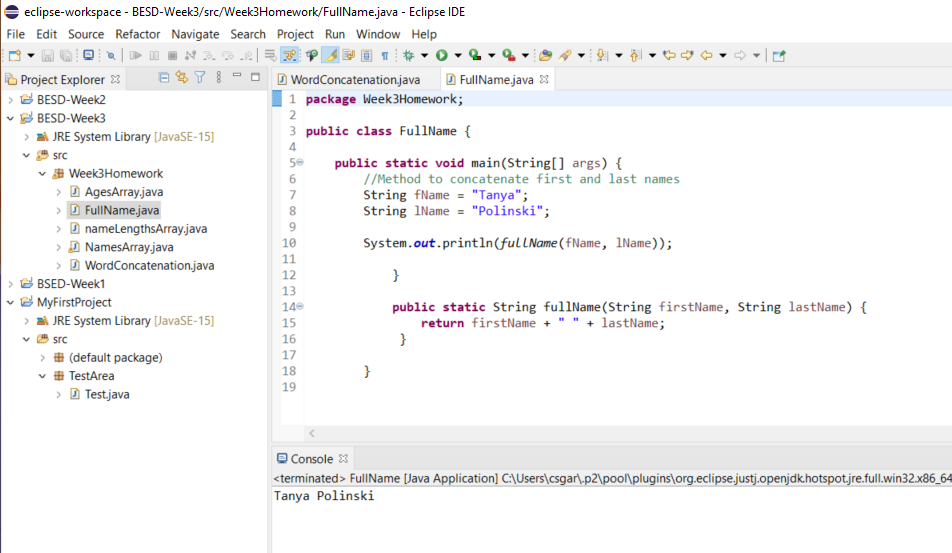 eclipse-workspace - BESD-Week3/src/Week3Homework/FullName.java - Eclipse IDE
File Edit Source Refactor Navigate Search Project Explorer Run Window Help
Project Explorer
BESD-Week2
BESD-Week3
JRE System Library [JavaSE-15]
src
Week3Homework
AgesArray.java
FullName.java
nameLengthsArray.java
NamesArray.java
WordConcatenation.java
BSED-Week1
MyFirstProject
JRE System Library [JavaSE-15]
src
(default package)
TestArea
Test.java
WordConcatenation.java FullName.java
1 package Week3Homework;
2
3 public class FullName {
4
5 public static void main(String[] args) {
6 //Method to concatenate first and last names
7 String fName = "Tanya";
8 String lName = "Polinski";
9
10 System.out.println(fullName(fName, lName));
11
12 }
13
14 public static String fullName(String firstName, String lastName) {
15 return firstName + " " + lastName;
16 }
17
18 }
19
Console
<terminated> FullName [Java Application] C:\Users\csgar\.p2\pool\plugins\org.eclipse.justj.openjdk.hotspot.jre.full.win32.x86_64
Tanya Polinski